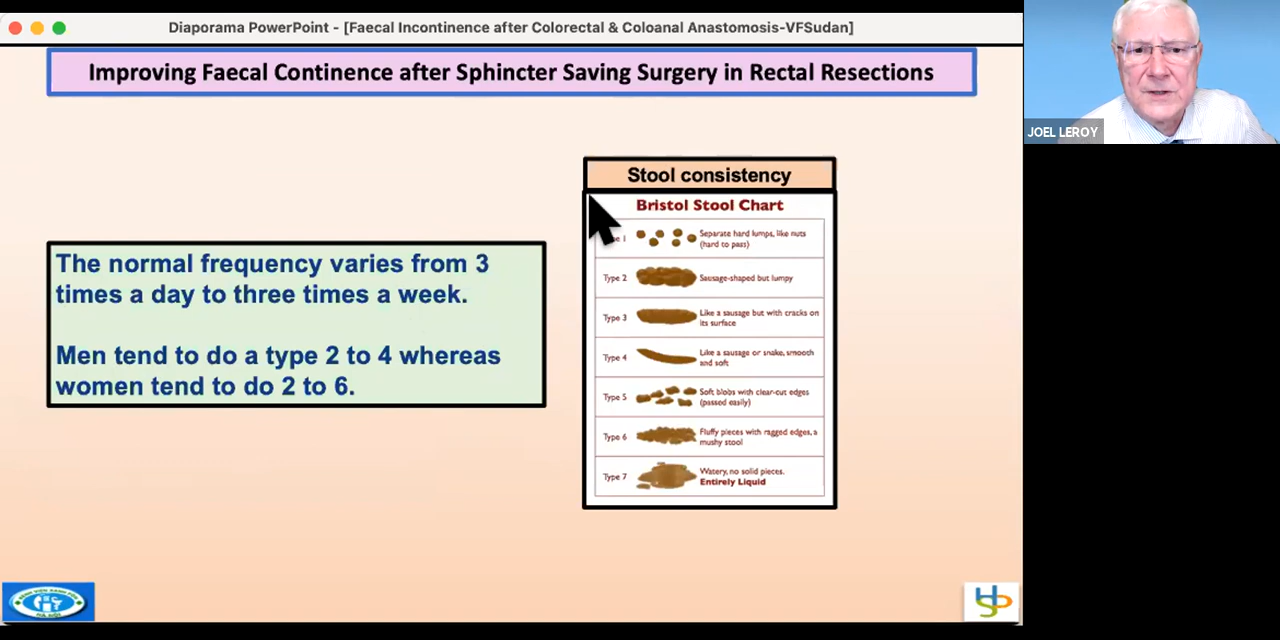 Diaporama PowerPoint - [Faecal Incontinence after Colorectal & Coloanal Anastomosis-VFSudan]
Improving Faecal Continence after Sphincter Saving Surgery in Rectal Resections
JOEL LEROY
Stool consistency
Bristol Stool Chart
The normal frequency varies from 3
times a day to three times a week.
Men tend to do a type 2 to 4 whereas
women tend to do 2 to 6.
1
Separate hard lumps, like nuts
(hard to pass)
Type 2
Sausage-shaped but lumpy
Type 3
Like a sausage but with cracks on
its surface
Type 4
Like a sausage or snake, smooth
and soft
Type 5
Soft blobs with clear-cut edges
(passed easily)
Type 6
Fluffy pieces with ragged edges, a
mushy stool
Type 7
Watery, no solid pieces.
Entirely Liquid